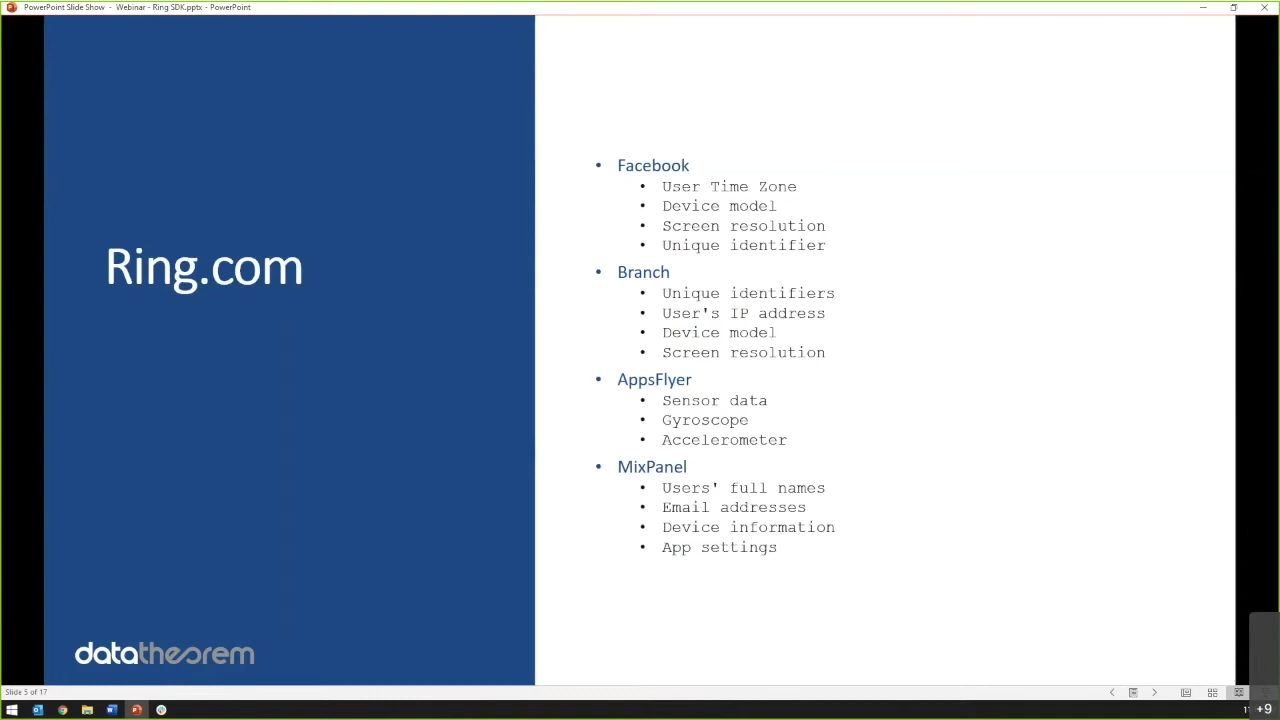 PowerPoint Slide Show - Webinar - Ring SDK.pptx - PowerPoint
Ring.com
• Facebook
• User Time Zone
• Device model
• Screen resolution
• Unique identifier
• Branch
• Unique identifiers
• User's IP address
• Device model
• Screen resolution
• AppsFlyer
• Sensor data
• Gyroscope
• Accelerometer
• MixPanel
• Users' full names
• Email addresses
• Device information
• App settings
datatheorem
Slide 5 of 17
+9